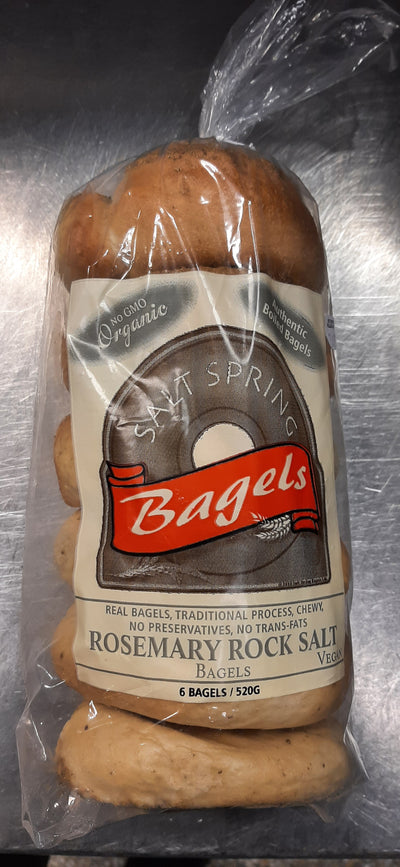 NO GMO
Organic
Authentic
Boiled Bagels
SALT SPRING
Bagels
REAL BAGELS, TRADITIONAL PROCESS, CHEWY,
NO PRESERVATIVES, NO TRANS-FATS
ROSEMARY ROCK SALT
BAGELS
VEGAN
6 BAGELS / 520G